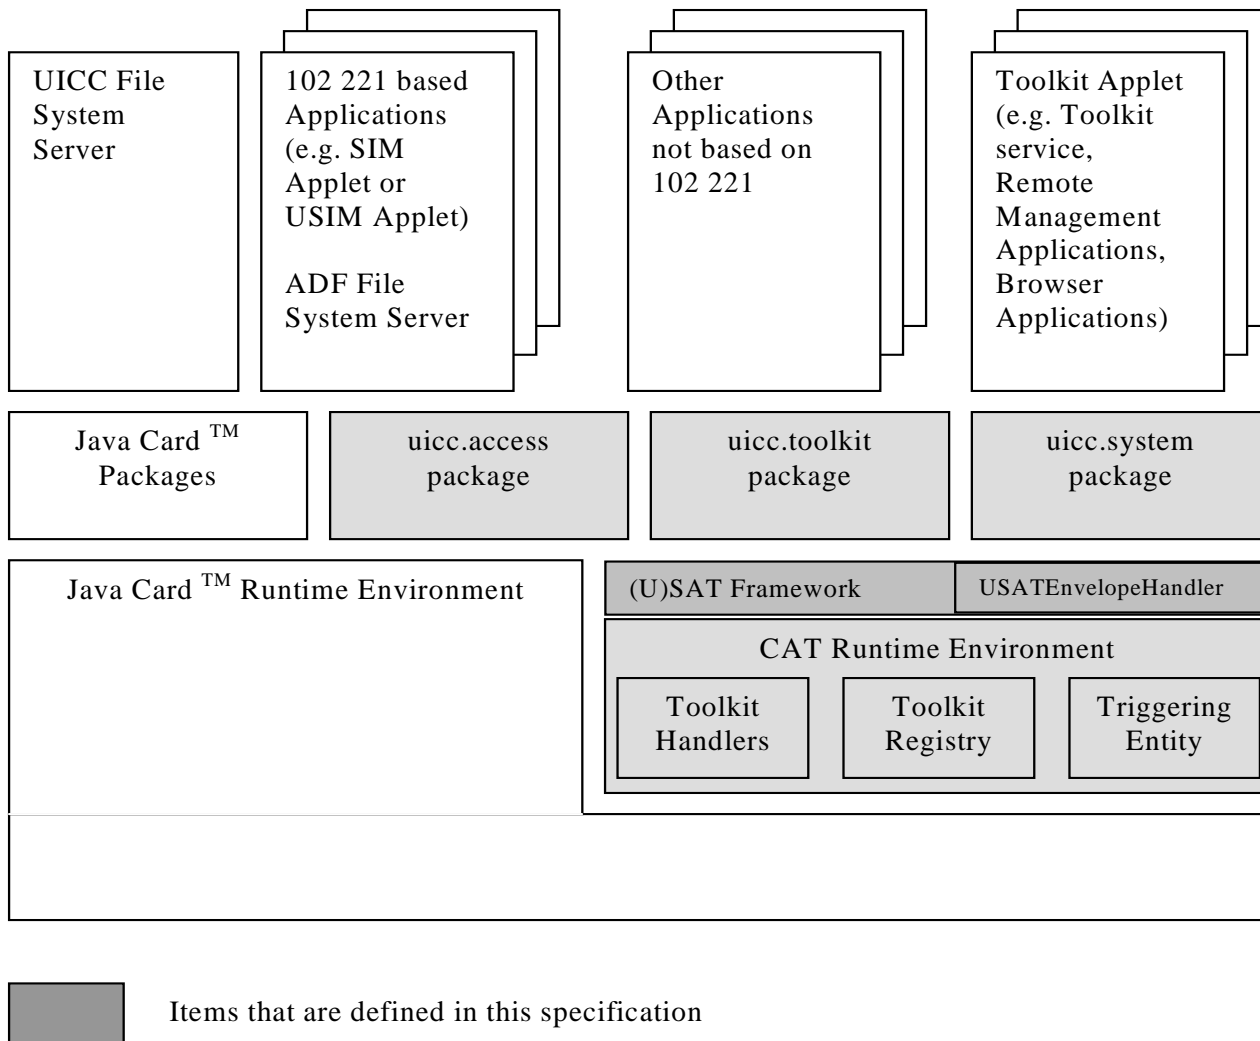 UICC File
System
Server
102 221 based
Applications
(e.g. SIM
Applet or
USIM Applet)
ADF File
System Server
Other
Applications
not based on
102 221
Toolkit Applet
(e.g. Toolkit
service,
Remote
Management
Applications,
Browser
Applications)
Java Card TM
Packages
uicc.access
package
uicc.toolkit
package
uicc.system
package
Java Card TM Runtime Environment
(U)SAT Framework
USATEnvelopeHandler
CAT Runtime Environment
Toolkit
Handlers
Toolkit
Registry
Triggering
Entity
Items that are defined in this specification